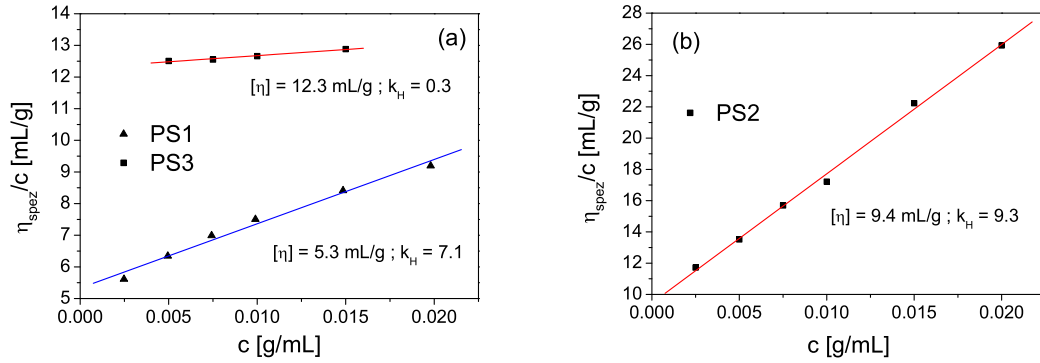 14
13
12
11
10
9
8
7
6
5
0.000
0.005
0.010
0.015
0.020
(a)
[η] = 12.3 mL/g ; k_H = 0.3
PS1
PS3
[η] = 5.3 mL/g ; k_H = 7.1
η_spez/c [mL/g]
c [g/mL]
28
26
24
22
20
18
16
14
12
10
0.000
0.005
0.010
0.015
0.020
(b)
PS2
[η] = 9.4 mL/g ; k_H = 9.3
η_spez/c [mL/g]
c [g/mL]